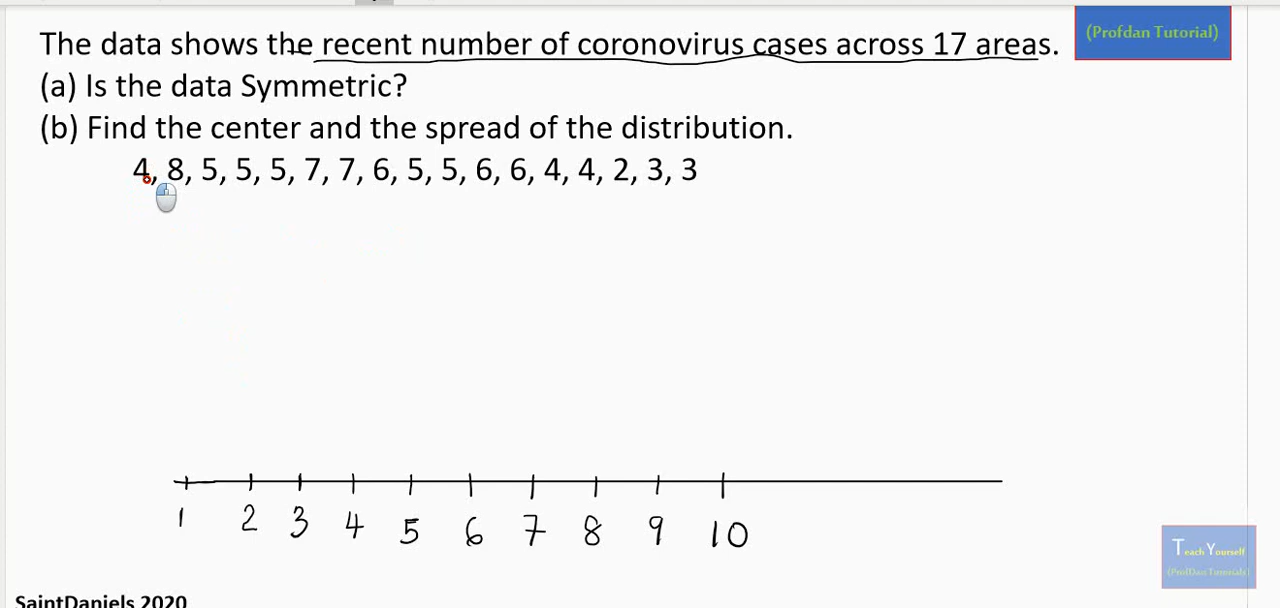 The data shows the recent number of coronovirus cases across 17 areas.
(Profdan Tutorial)
(a) Is the data Symmetric?
(b) Find the center and the spread of the distribution.
4, 8, 5, 5, 5, 7, 7, 6, 5, 5, 6, 6, 4, 4, 2, 3, 3
1 2 3 4 5 6 7 8 9 10
Teach Yourself
(ProfDan Tutorials)
SaintDaniels 2020